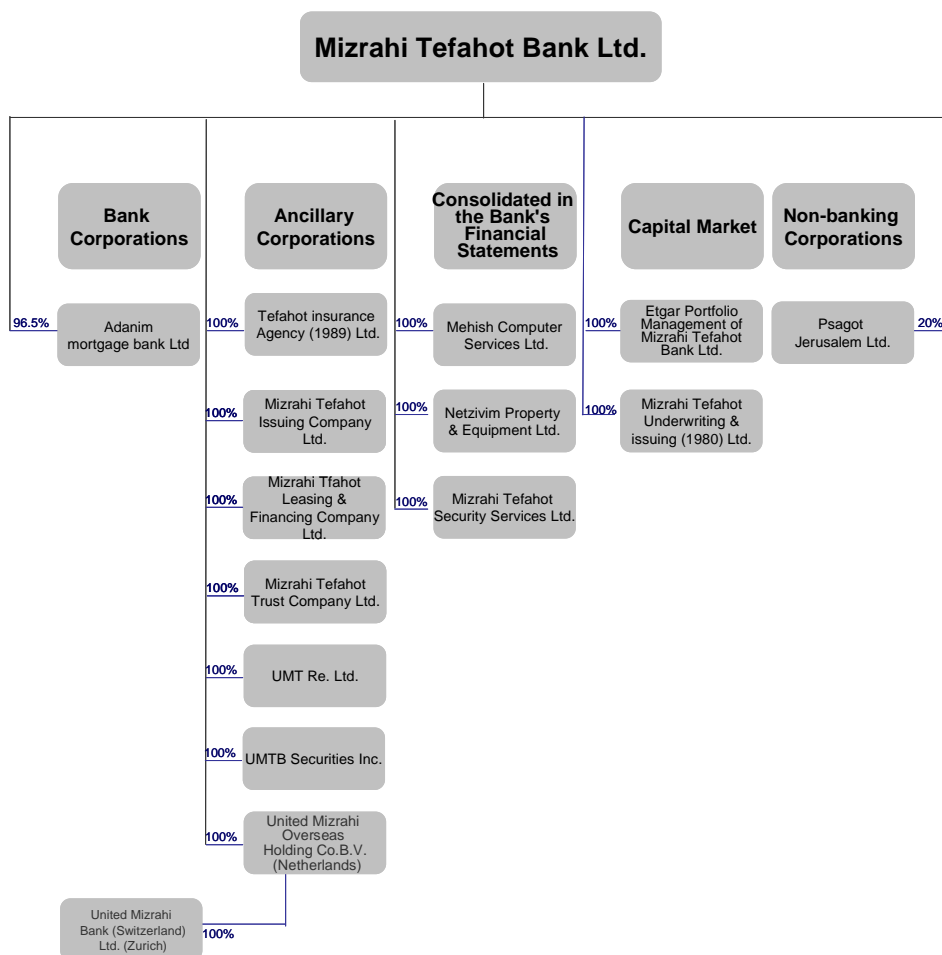 Mizrahi Tefahot Bank Ltd.
Bank
Corporations
96.5%
Adanim
mortgage bank Ltd
Ancillary
Corporations
100%
Tefahot insurance
Agency (1989) Ltd.
100%
Mizrahi Tefahot
Issuing Company
Ltd.
100%
Mizrahi Tfahot
Leasing &
Financing Company
Ltd.
100%
Mizrahi Tefahot
Trust Company Ltd.
100%
UMT Re. Ltd.
100%
UMTB Securities Inc.
100%
United Mizrahi
Overseas
Holding Co.B.V.
(Netherlands)
United Mizrahi
Bank (Switzerland)
Ltd. (Zurich)
100%
Consolidated in
the Bank's
Financial
Statements
100%
Mehish Computer
Services Ltd.
100%
Netzivim Property
& Equipment Ltd.
100%
Mizrahi Tefahot
Security Services Ltd.
Capital Market
100%
Etgar Portfolio
Management of
Mizrahi Tefahot
Bank Ltd.
100%
Mizrahi Tefahot
Underwriting &
issuing (1980) Ltd.
Non-banking
Corporations
Psagot
Jerusalem Ltd.
20%